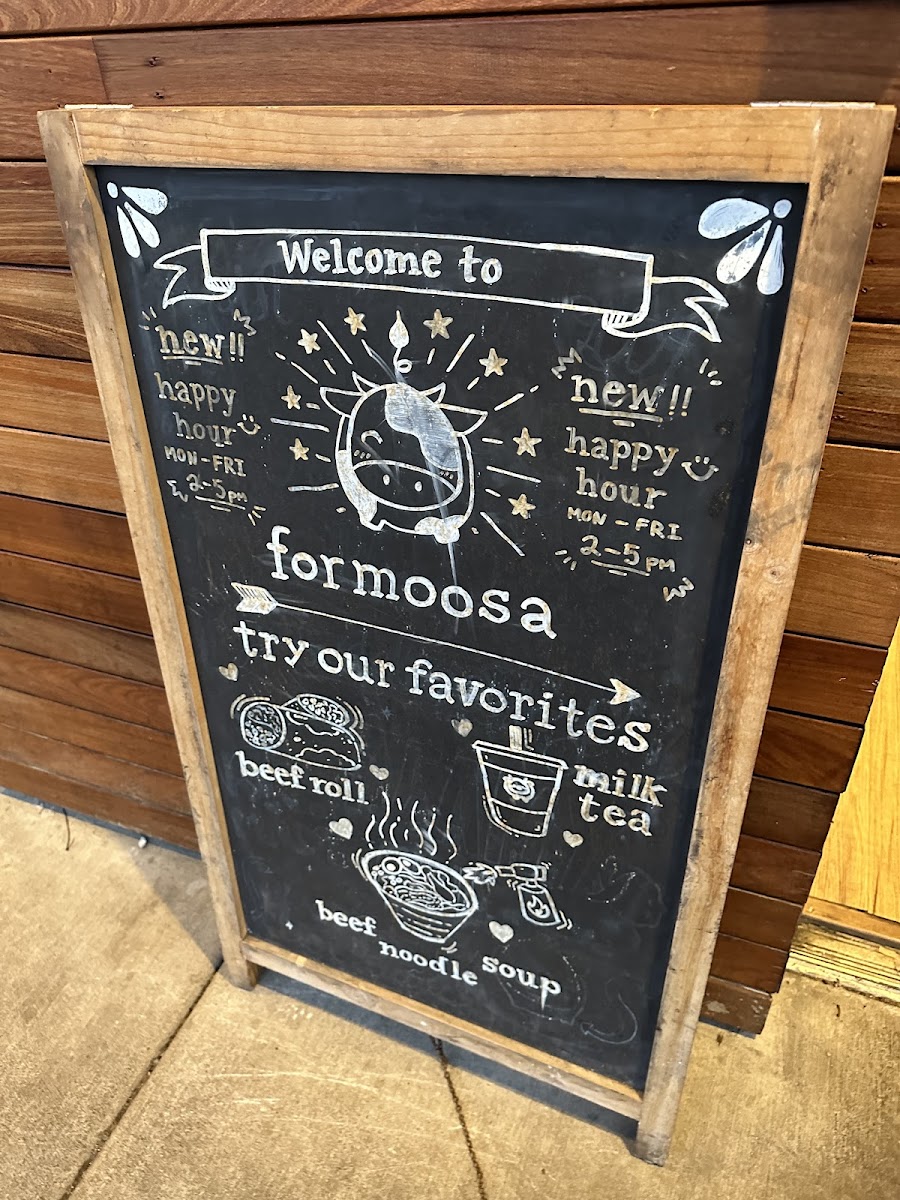 Welcome to
new!!
happy
hour
MON-FRI
2-5PM
new!!
happy
hour
MON-FRI
2-5PM
formoosa
try our favorites
beef roll
milk
tea
beef
noodle
soup